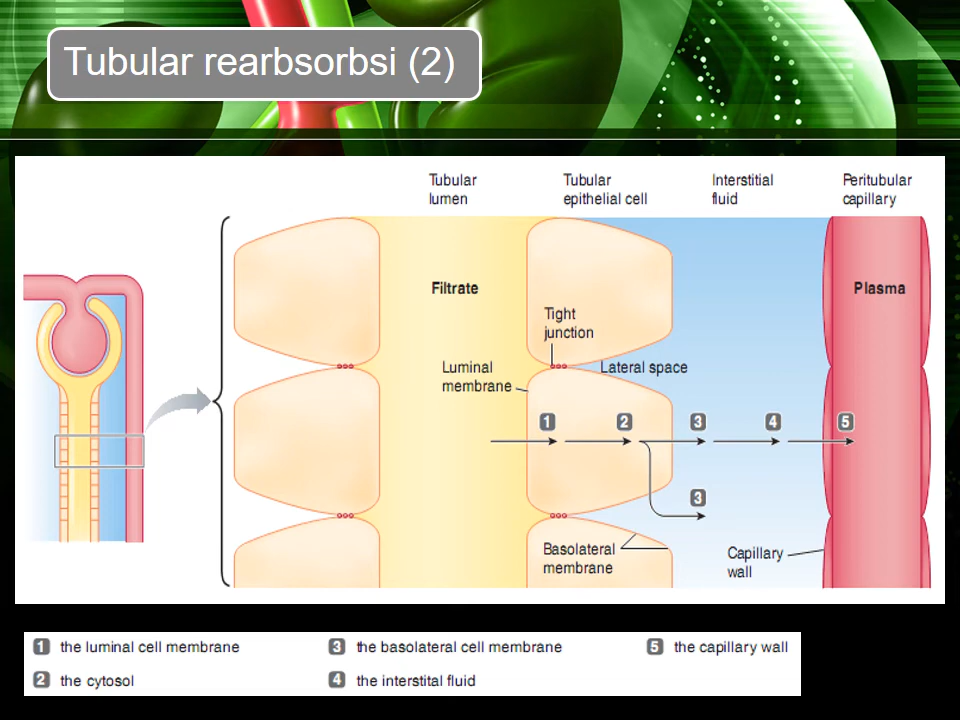 Tubular rearbsorbsi (2)
Tubular
lumen
Tubular
epithelial cell
Interstitial
fluid
Peritubular
capillary
Filtrate
Plasma
Tight
junction
Luminal
membrane
Lateral space
1
2
3
4
5
3
Basolateral
membrane
Capillary
wall
1 the luminal cell membrane
3 the basolateral cell membrane
5 the capillary wall
2 the cytosol
4 the interstital fluid